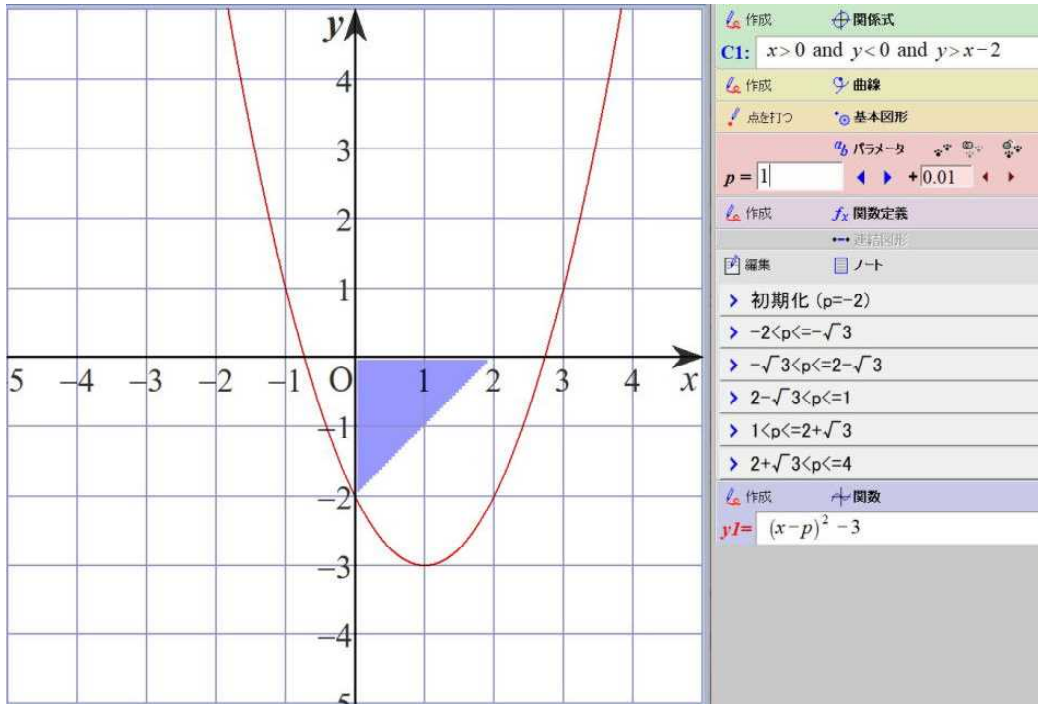 y
4
3
2
1
5 −4 −3 −2 −1 O 1 2 3 4 x
−1
−2
−3
−4
5
作成 関係式
C1: x>0 and y<0 and y>x−2
作成 曲線
点を打つ 基本図形
ab パラメータ
p = 1 +0.01
作成 fx 関数定義
連結図形
編集 ノート
> 初期化 (p=-2)
> -2<p<=-√3
> -√3<p<=2-√3
> 2-√3<p<=1
> 1<p<=2+√3
> 2+√3<p<=4
作成 関数
y1= (x−p)² −3